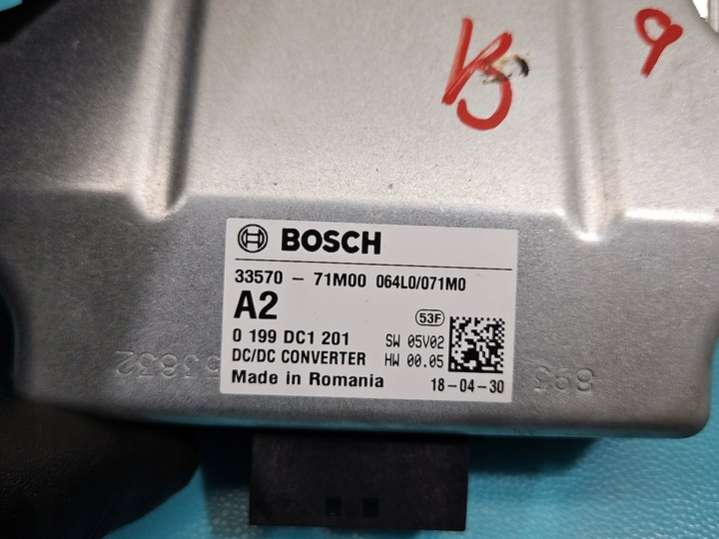 B 9
BOSCH
33570 - 71M00 064L0/071M0
A2
53F
0 199 DC1 201 SW 05V02
DC/DC CONVERTER HW 00.05
Made in Romania 18-04-30